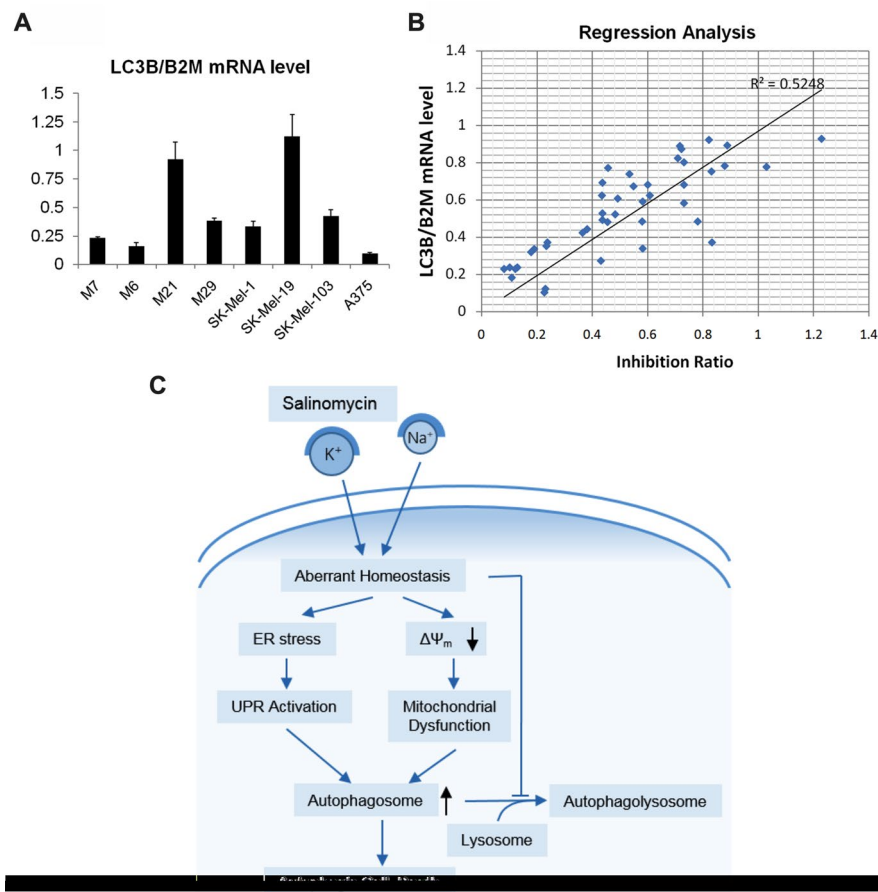 A
LC3B/B2M mRNA level
1.5
1.25
1
0.75
0.5
0.25
0
M7
M6
M21
M29
SK-Mel-1
SK-Mel-19
SK-Mel-103
A375
B
Regression Analysis
LC3B/B2M mRNA level
1.4
1.2
1
0.8
0.6
0.4
0.2
0
R² = 0.5248
0 0.2 0.4 0.6 0.8 1 1.2 1.4
Inhibition Ratio
C
Salinomycin
K⁺
Na⁺
Aberrant Homeostasis
ER stress
ΔΨₘ
UPR Activation
Mitochondrial
Dysfunction
Autophagosome
Autophagolysosome
Lysosome